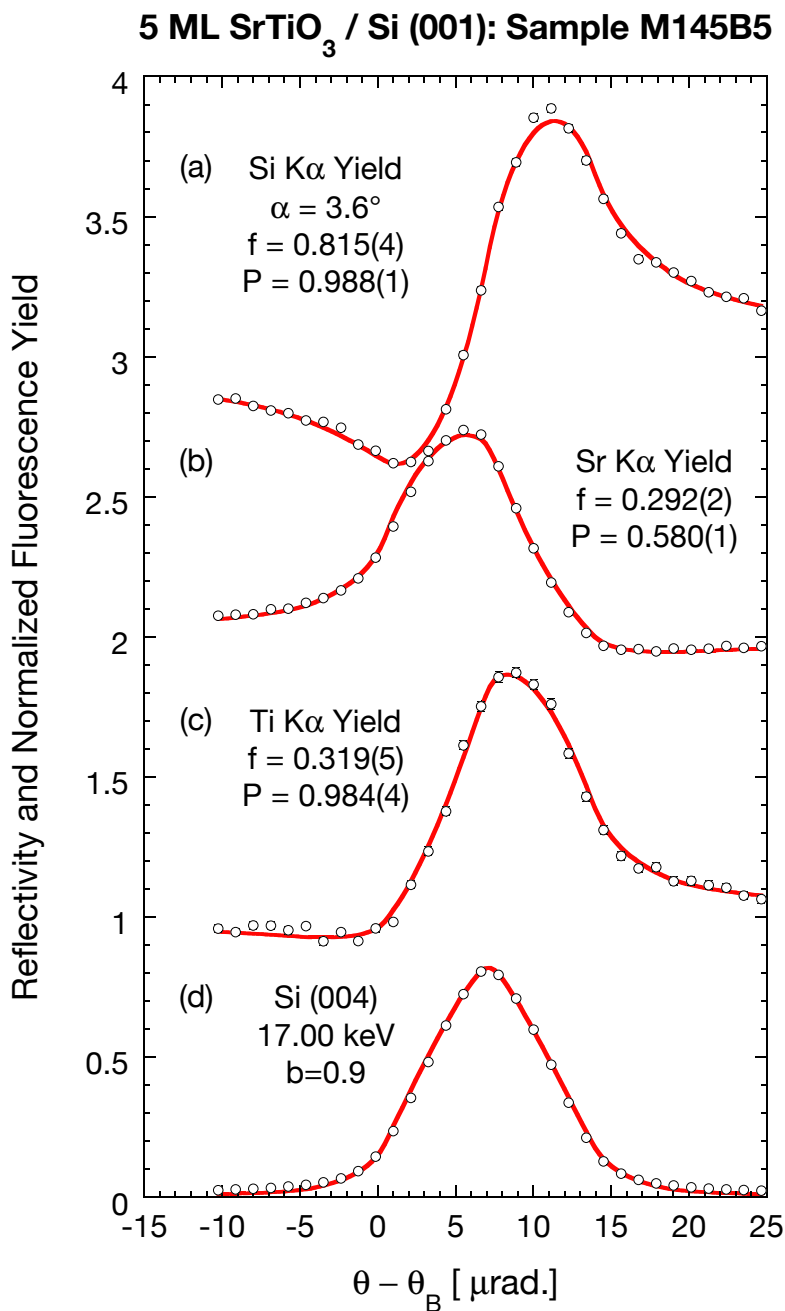 5 ML SrTiO₃ / Si (001): Sample M145B5
Reflectivity and Normalized Fluorescence Yield
4
3.5
3
2.5
2
1.5
1
0.5
0
(a)
Si Kα Yield
α = 3.6°
f = 0.815(4)
P = 0.988(1)
(b)
Sr Kα Yield
f = 0.292(2)
P = 0.580(1)
(c)
Ti Kα Yield
f = 0.319(5)
P = 0.984(4)
(d)
Si (004)
17.00 keV
b=0.9
-15 -10 -5 0 5 10 15 20 25
θ – θ_B [ μrad.]